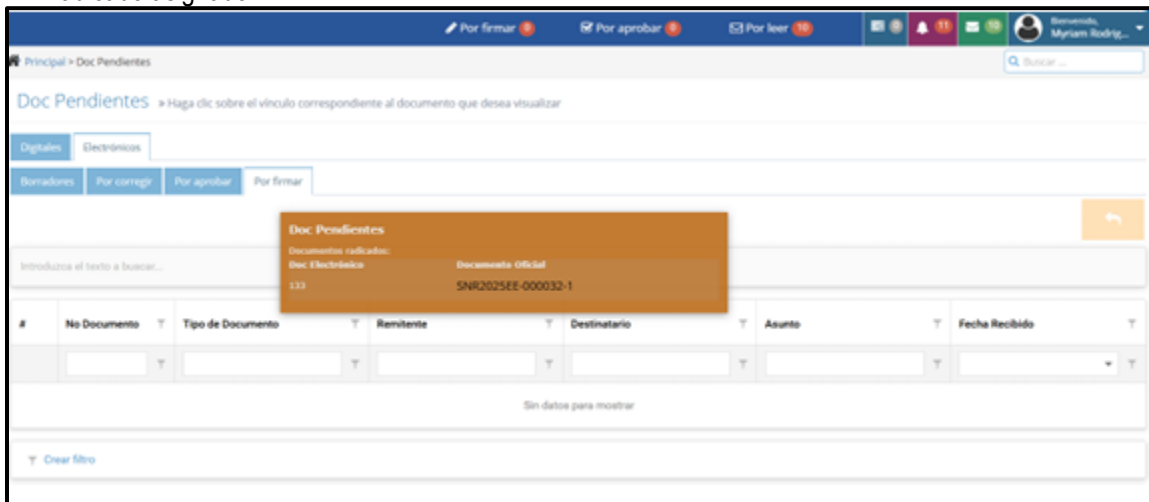 Por firmar 0 Por aprobar 0 Por leer 10 0 11 10 Bienvenido,
Myriam Rodrig...
Principal > Doc Pendientes Buscar ...
Doc Pendientes » Haga clic sobre el vínculo correspondiente al documento que desea visualizar
Digitales Electrónicos
Borradores Por corregir Por aprobar Por firmar
Doc Pendientes
Documentos radicados:
Doc Electrónico Documento Oficial
133 SNR2025EE-000032-1
Introduzca el texto a buscar...
# No Documento Tipo de Documento Remitente Destinatario Asunto Fecha Recibido
Sin datos para mostrar
Crear filtro